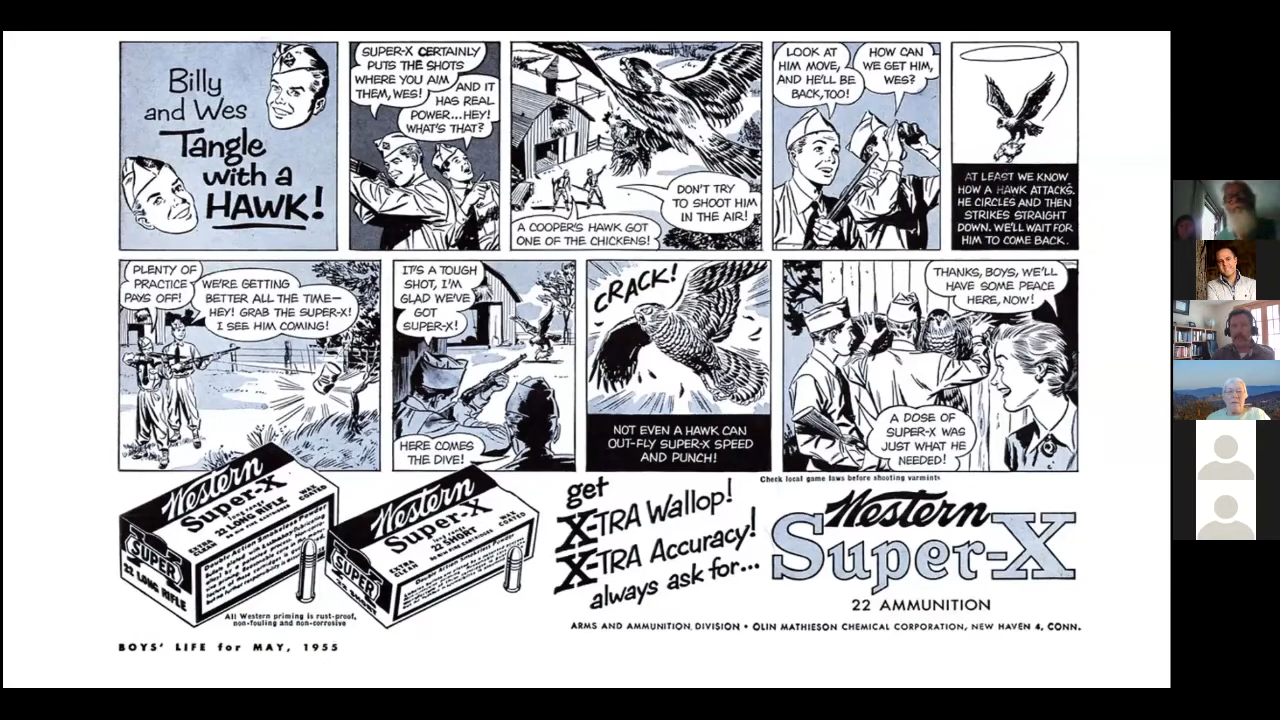 Billy
and Wes
Tangle
with a
HAWK!
SUPER-X CERTAINLY
PUTS THE SHOTS
WHERE YOU AIM
THEM, WES!
AND IT
HAS REAL
POWER...HEY!
WHAT'S THAT?
DON'T TRY
TO SHOOT HIM
IN THE AIR!
A COOPER'S HAWK GOT
ONE OF THE CHICKENS!
LOOK AT
HIM MOVE,
AND HE'LL BE
BACK, TOO!
HOW CAN
WE GET HIM,
WES?
AT LEAST WE KNOW
HOW A HAWK ATTACKS.
HE CIRCLES AND THEN
STRIKES STRAIGHT
DOWN. WE'LL WAIT FOR
HIM TO COME BACK.
PLENTY OF
PRACTICE
PAYS OFF!
WE'RE GETTING
BETTER ALL THE TIME—
HEY! GRAB THE SUPER-X!
I SEE HIM COMING!
IT'S A TOUGH
SHOT, I'M
GLAD WE'VE
GOT
SUPER-X!
HERE COMES
THE DIVE!
CRACK!
NOT EVEN A HAWK CAN
OUT-FLY SUPER-X SPEED
AND PUNCH!
THANKS, BOYS, WE'LL
HAVE SOME PEACE
HERE, NOW!
A DOSE OF
SUPER-X WAS
JUST WHAT HE
NEEDED!
Check local game laws before shooting varmints
Western
Super-X
22 LONG RIFLE
WAX
COATED
EXTRA
CLEAN
SUPER
22 LONG RIFLE
Western
Super-X
22 SHORT
WAX
COATED
EXTRA
CLEAN
SUPER
All Western priming is rust-proof,
non-fouling and non-corrosive
get
X-TRA Wallop!
X-TRA Accuracy!
always ask for...
Western
Super-X
22 AMMUNITION
ARMS AND AMMUNITION DIVISION • OLIN MATHIESON CHEMICAL CORPORATION, NEW HAVEN 4, CONN.
BOYS' LIFE for MAY, 1955